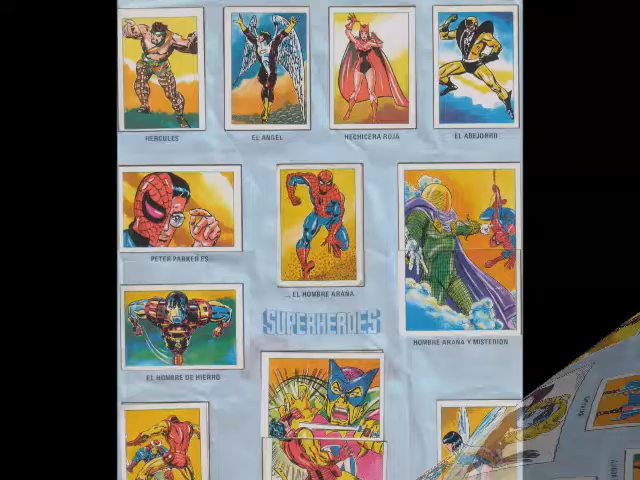 HERCULES
EL ANGEL
HECHICERA ROJA
EL ABEJORRO
PETER PARKER ES
... EL HOMBRE ARAÑA
HOMBRE ARAÑA Y MISTERION
SUPERHEROES
EL HOMBRE DE HIERRO